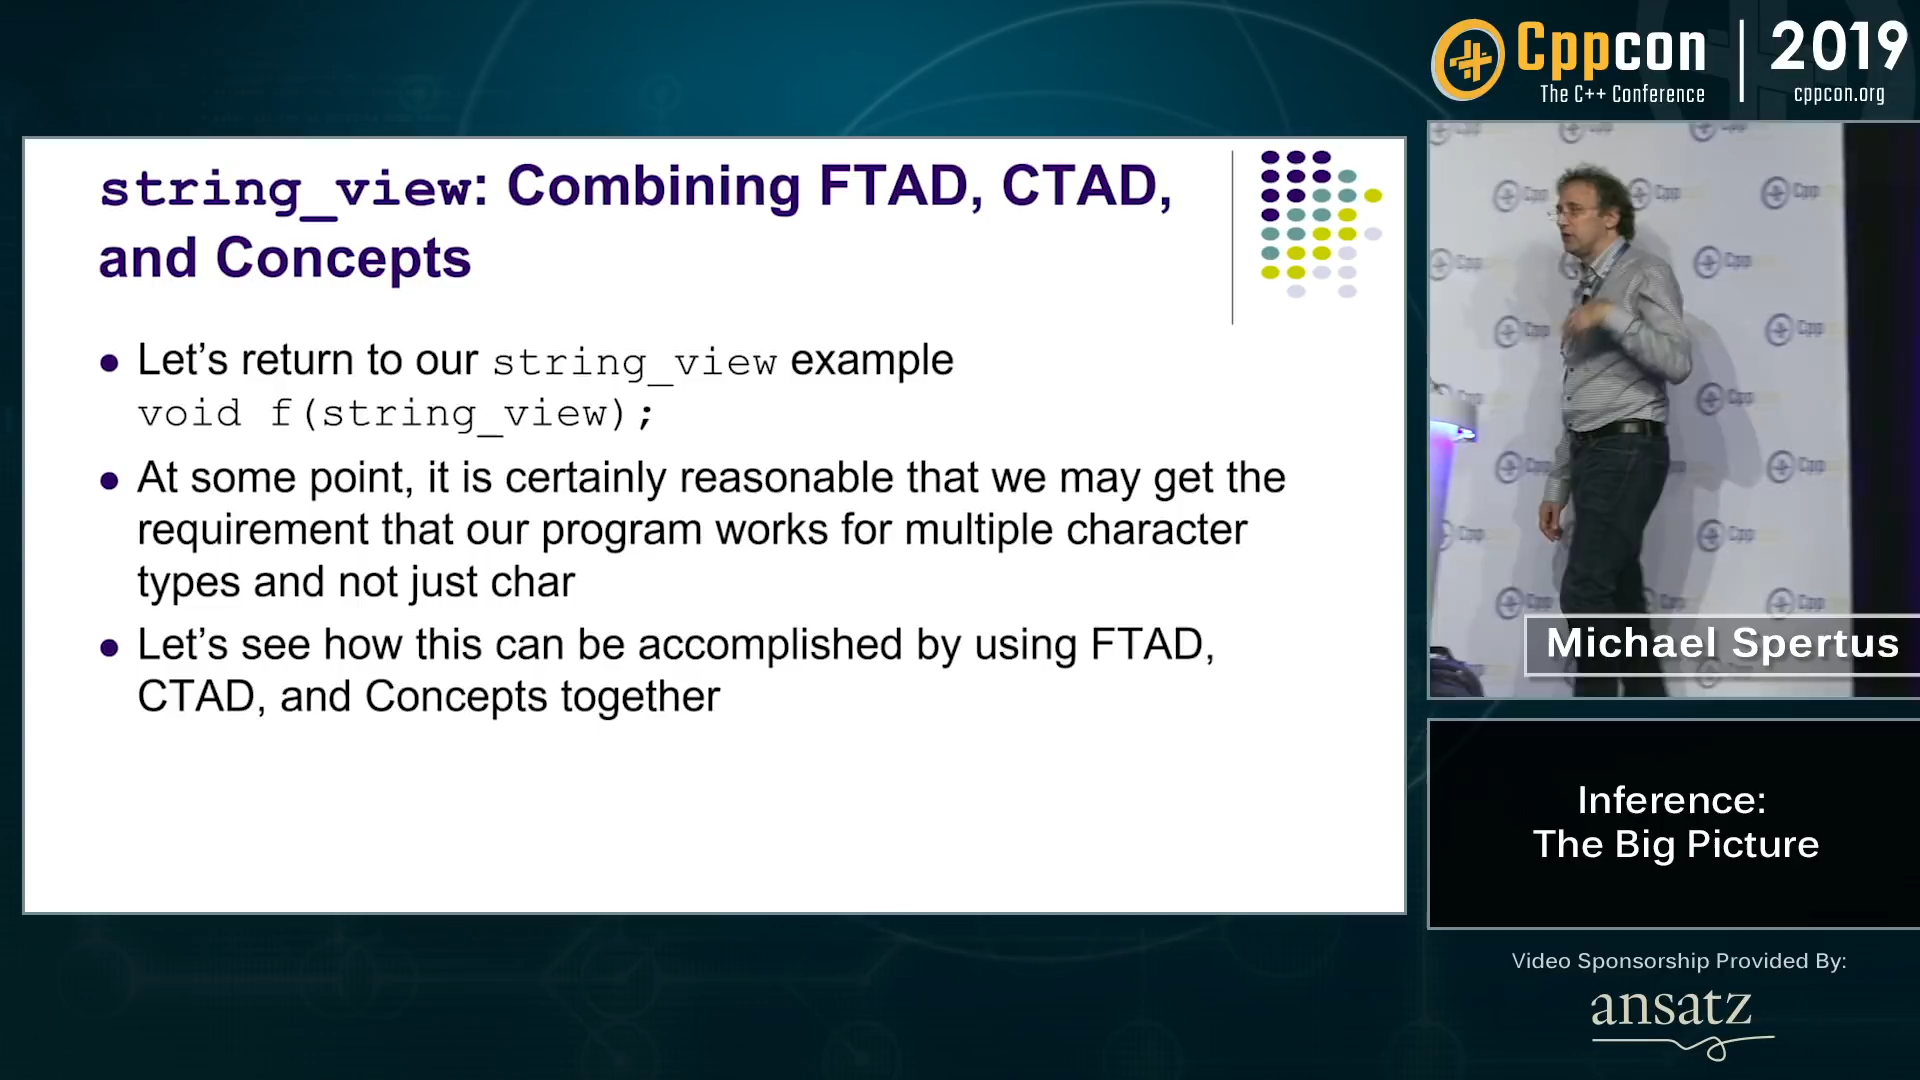 Cppcon
The C++ Conference
2019
cppcon.org
string_view: Combining FTAD, CTAD,
and Concepts
Let’s return to our string_view example
void f(string_view);
At some point, it is certainly reasonable that we may get the
requirement that our program works for multiple character
types and not just char
Let’s see how this can be accomplished by using FTAD,
CTAD, and Concepts together
Michael Spertus
Inference:
The Big Picture
Video Sponsorship Provided By:
ansatz